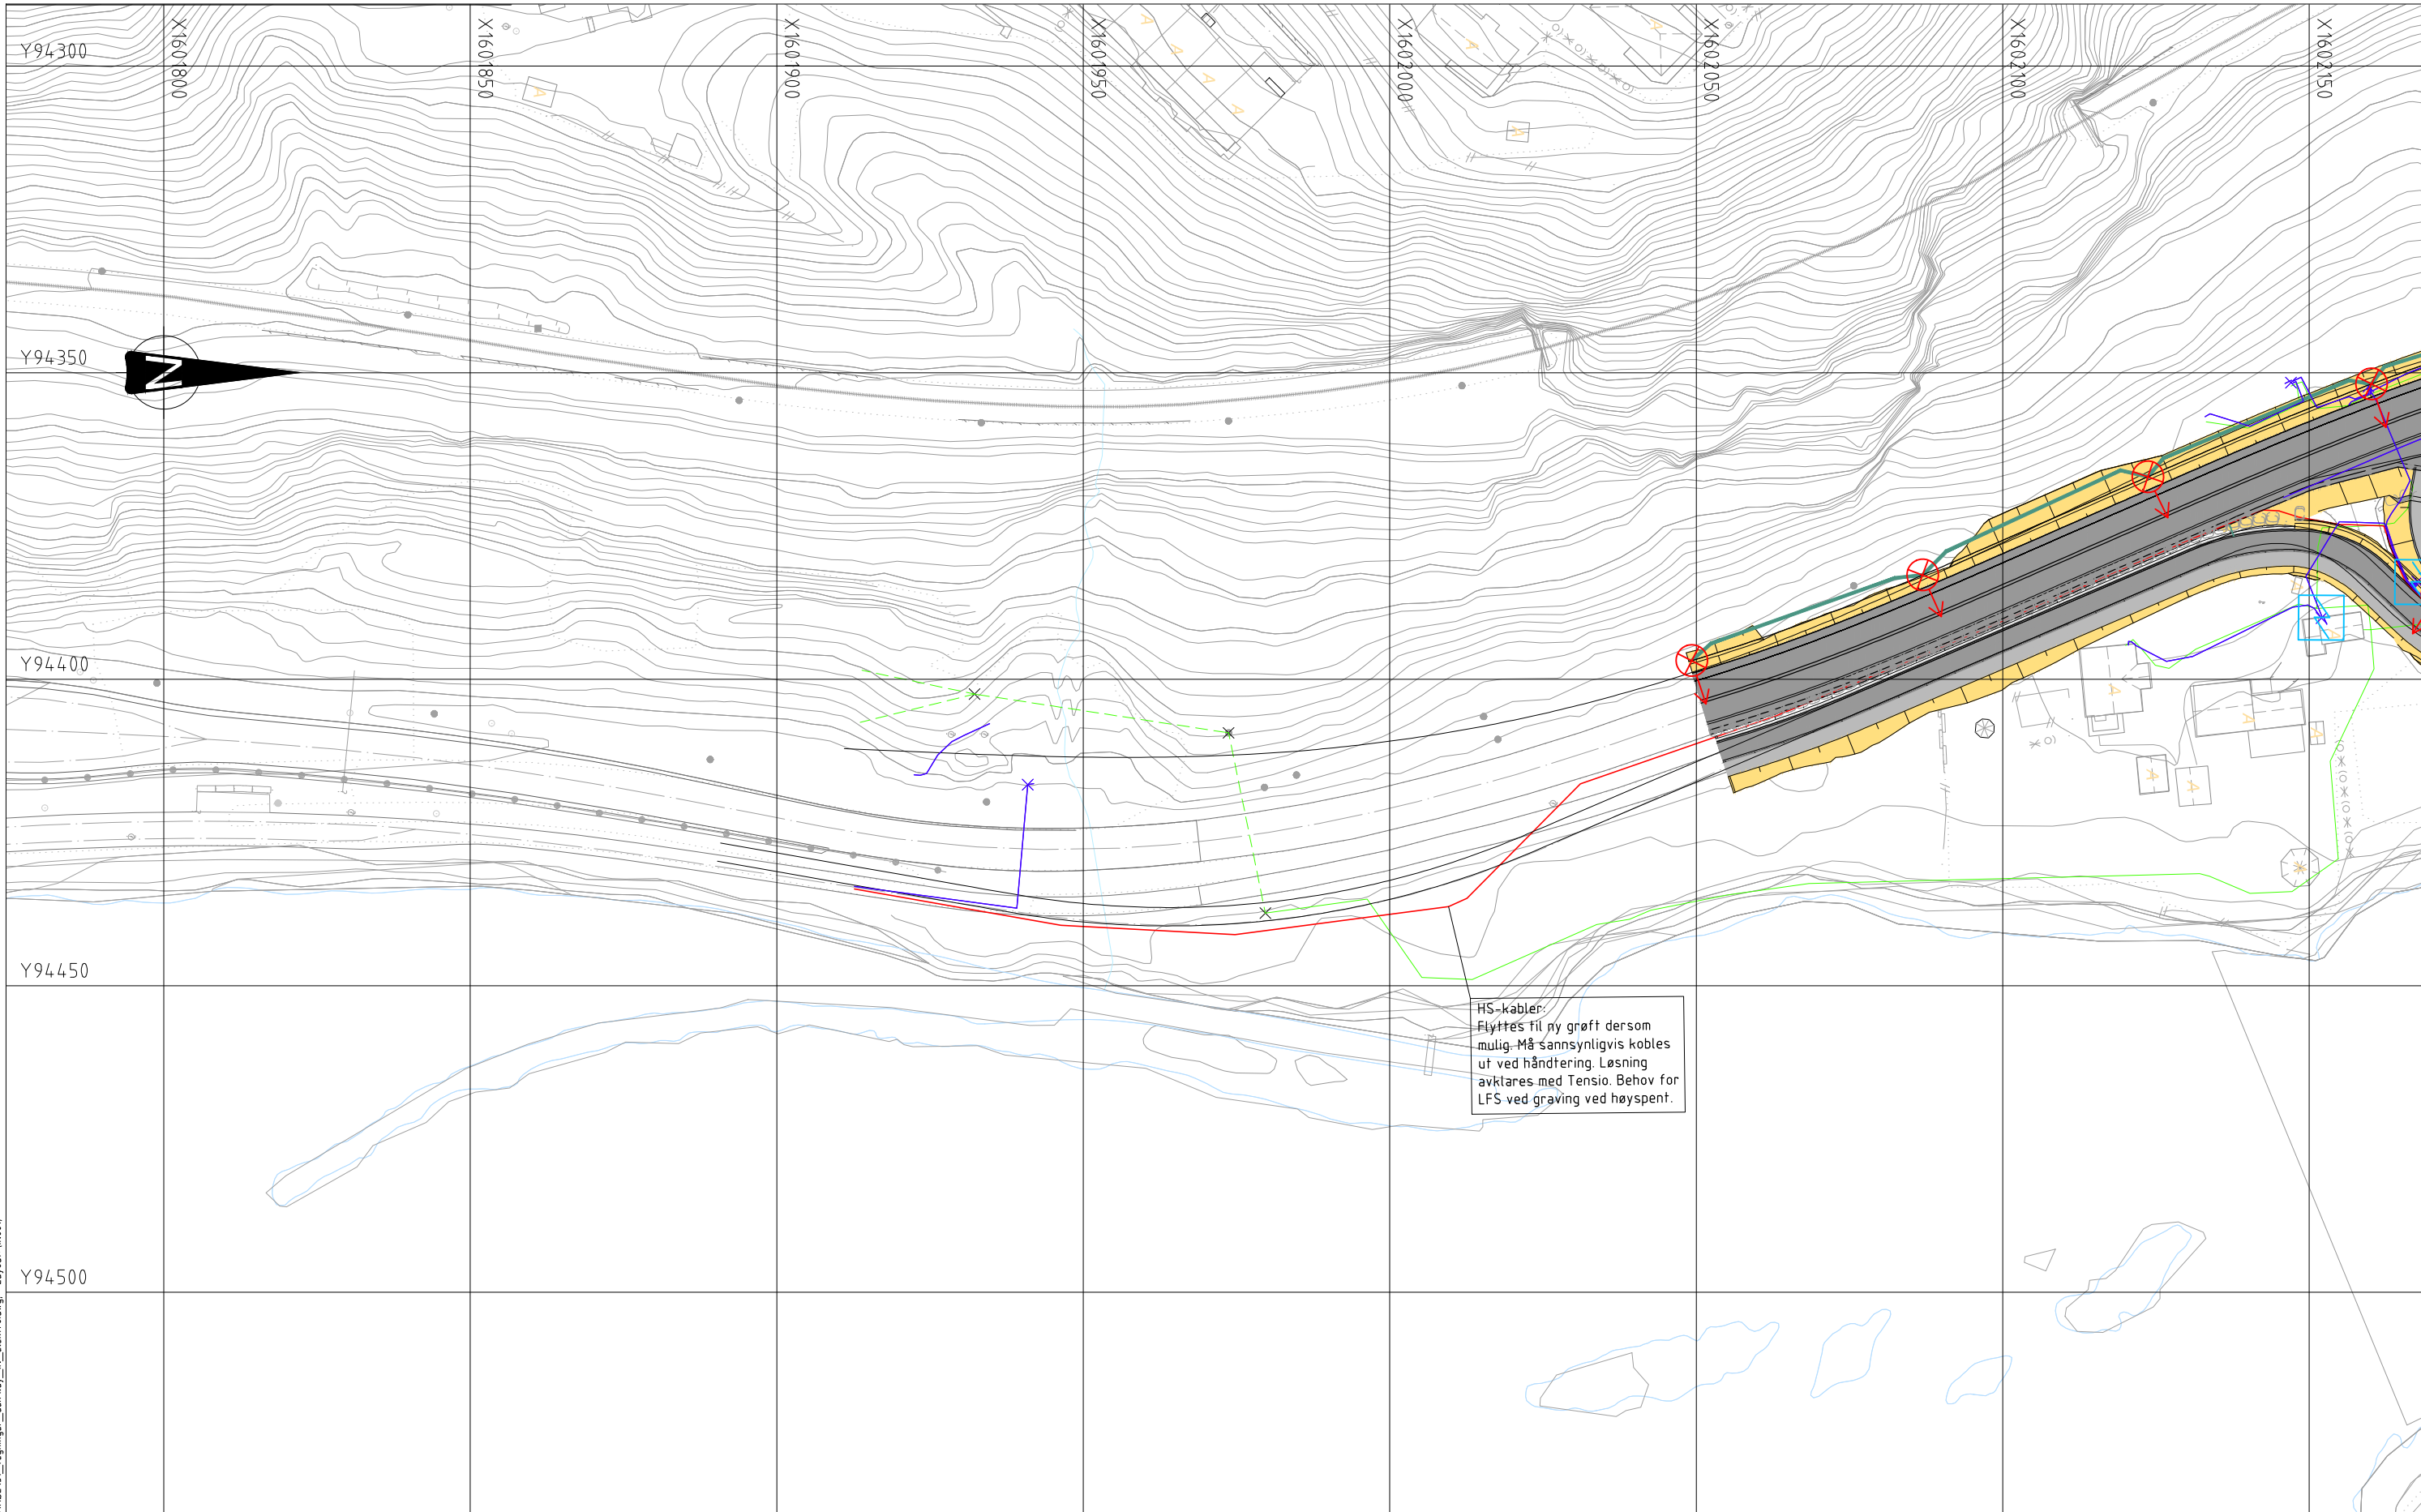 X1601800
X1601850
X1601900
X1601950
X1602000
X1602050
X1602100
X1602150
Y94300
Y94350
N
Y94400
Y94450
HS-kabler:
Flyttes til ny grøft dersom
mulig. Må sannsynligvis kobles
ut ved håndtering. Løsning
avklares med Tensio. Behov for
LFS ved graving ved høyspent.
Y94500